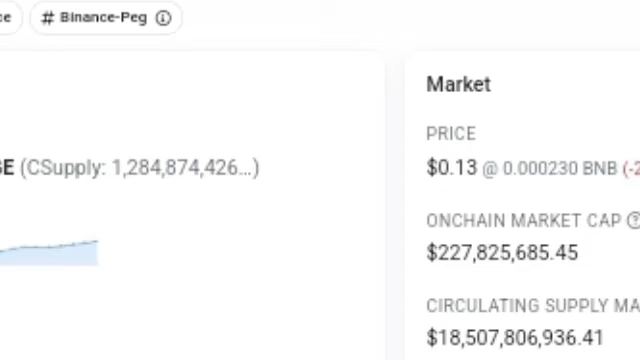 # Binance-Peg
Market
PRICE
(CSupply: 1,284,874,426...)
$0.13 @ 0.000230 BNB
ONCHAIN MARKET CAP
$227,825,685.45
CIRCULATING SUPPLY
$18,507,806,936.41